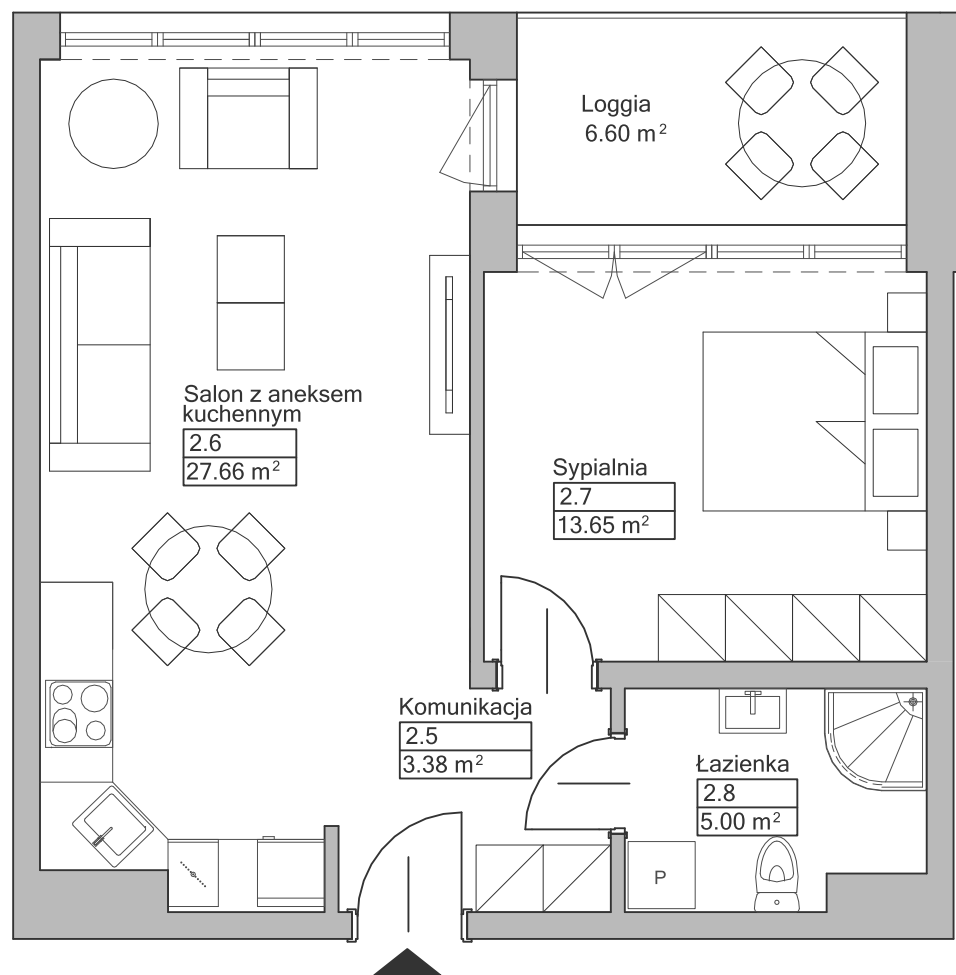 Loggia
6.60 m²
Salon z aneksem
kuchennym
2.6
27.66 m²
Sypialnia
2.7
13.65 m²
Komunikacja
2.5
3.38 m²
Łazienka
2.8
5.00 m²
P